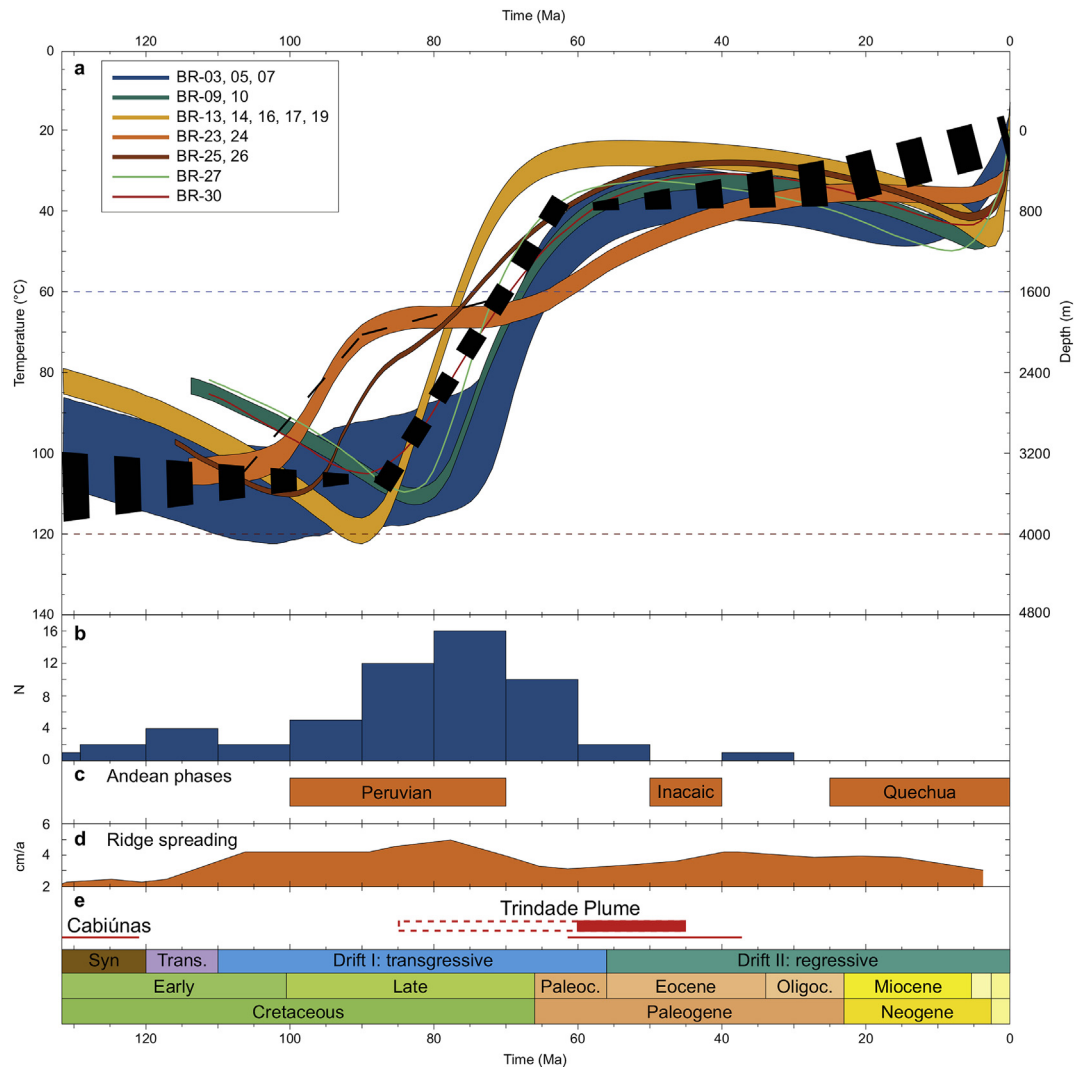 Time (Ma)
120 100 80 60 40 20 0
a
BR-03, 05, 07
BR-09, 10
BR-13, 14, 16, 17, 19
BR-23, 24
BR-25, 26
BR-27
BR-30
Temperature (°C)
0
20
40
60
80
100
120
140
Depth (m)
0
800
1600
2400
3200
4000
4800
b
N
16
12
8
4
0
c Andean phases
Peruvian Inacaic Quechua
d Ridge spreading
cm/a
6
4
2
e
Trindade Plume
Cabiúnas
Syn Trans. Drift I: transgressive Drift II: regressive
Early Late Paleoc. Eocene Oligoc. Miocene
Cretaceous Paleogene Neogene
120 100 80 60 40 20 0
Time (Ma)